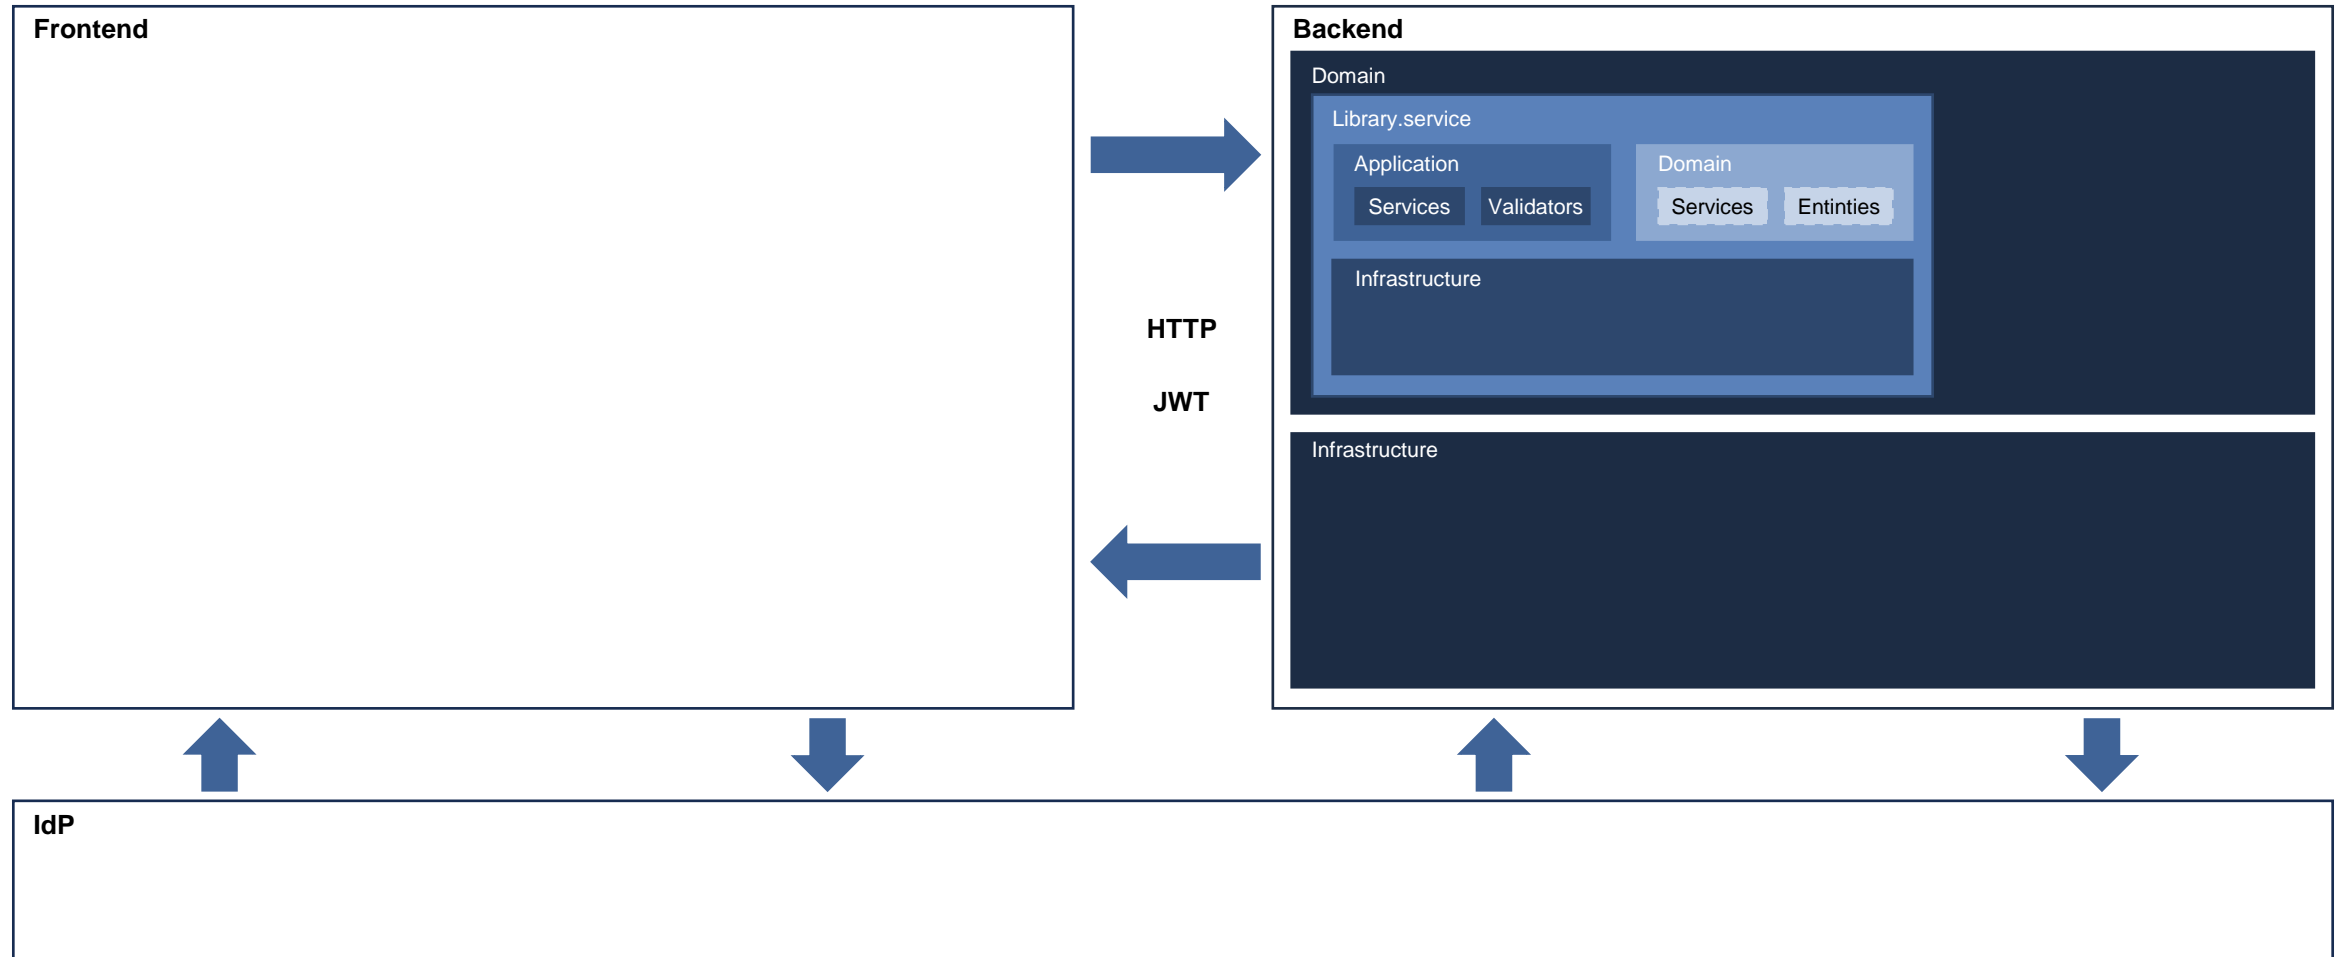 Frontend
Backend
Domain
Library.service
Application
Domain
Services
Validators
Services
Entinties
Infrastructure
HTTP
JWT
Infrastructure
IdP